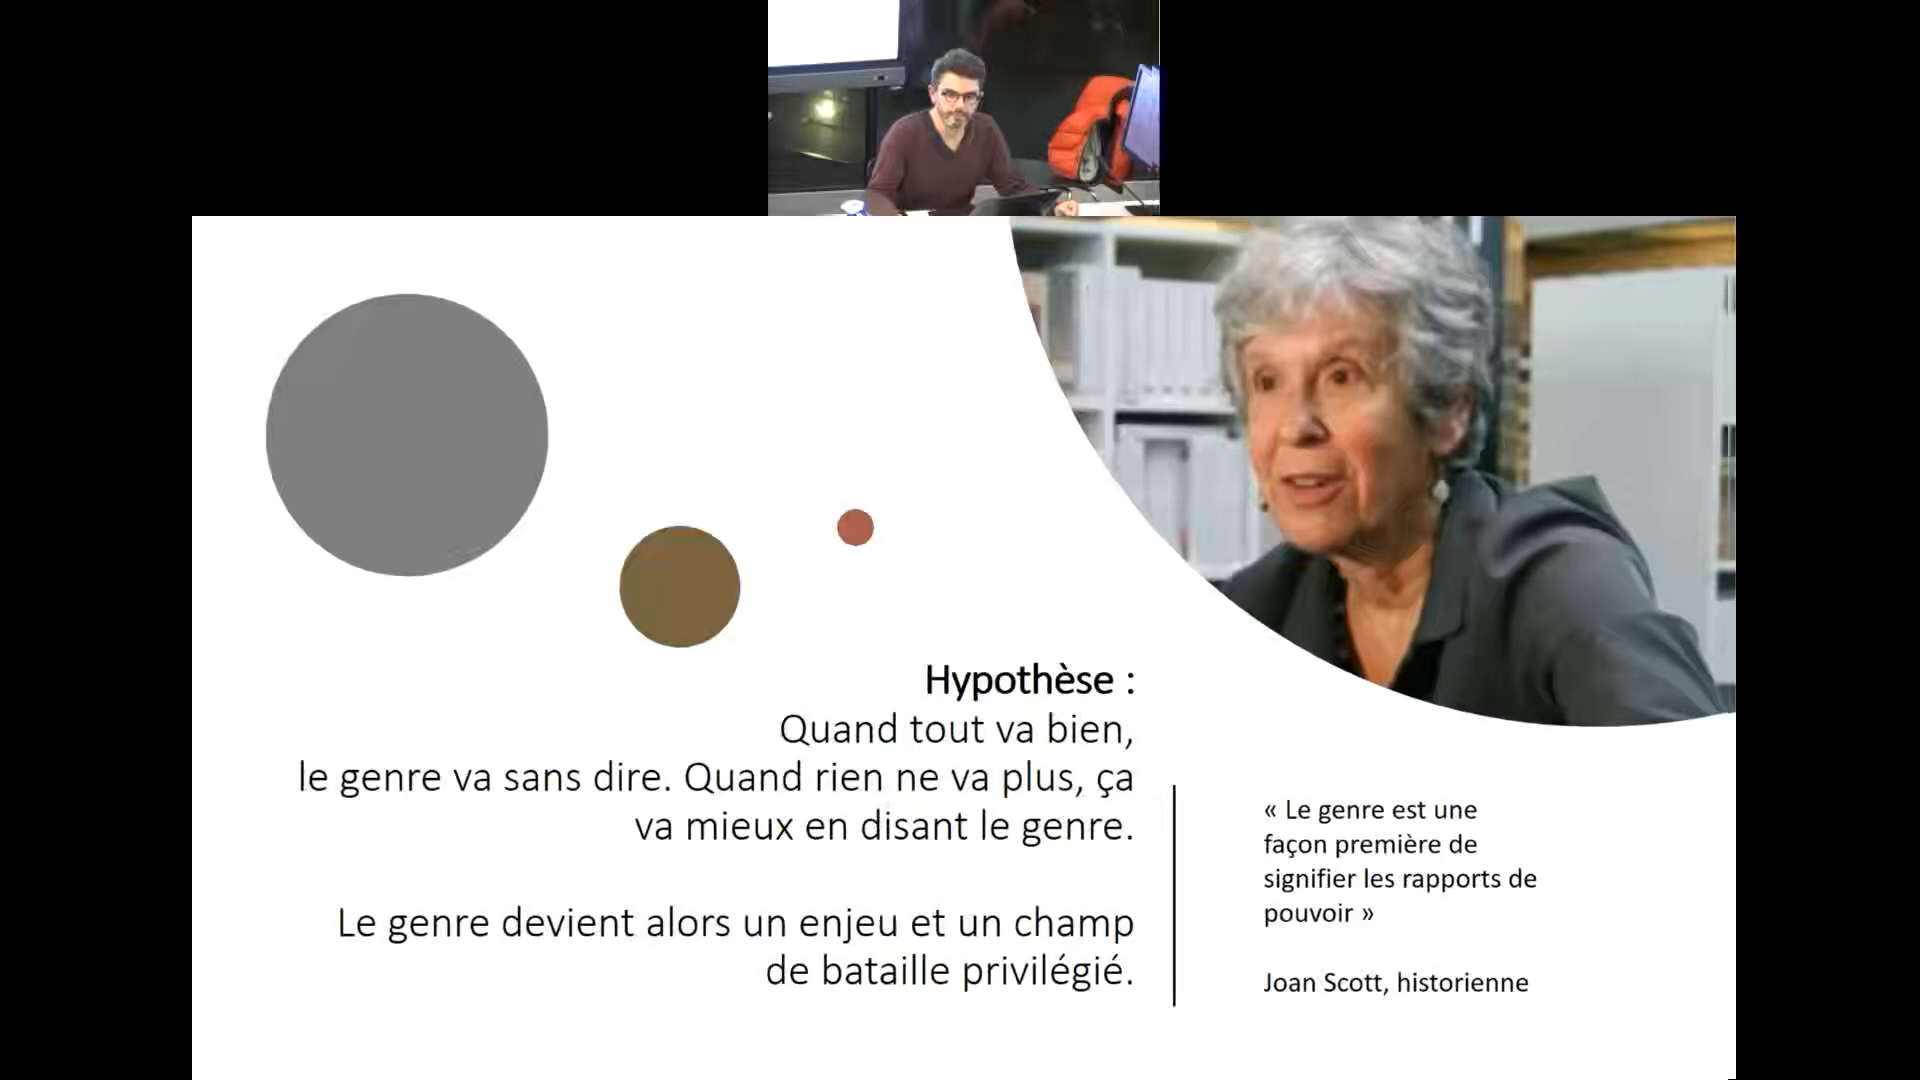 Hypothèse :
Quand tout va bien,
le genre va sans dire. Quand rien ne va plus, ça
va mieux en disant le genre.
Le genre devient alors un enjeu et un champ
de bataille privilégié.
« Le genre est une
façon première de
signifier les rapports de
pouvoir »
Joan Scott, historienne